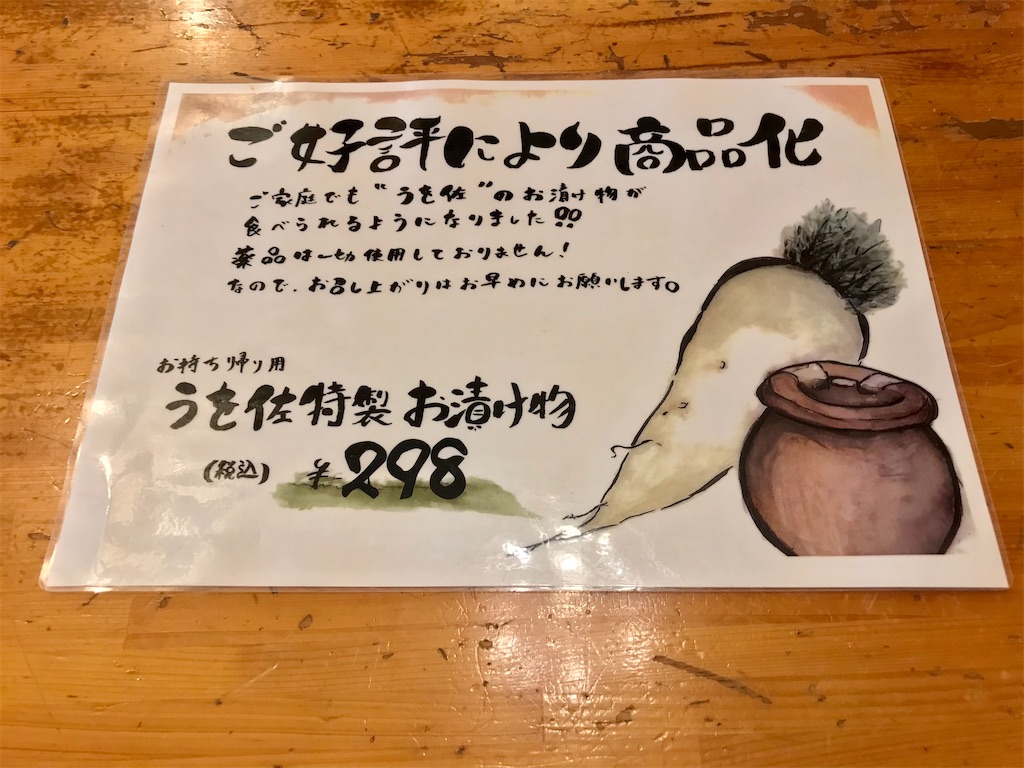 ご好評により商品化
ご家庭でも"うを佐"のお漬け物が
食べられるようになりました!!
薬品は一切使用しておりません!
なので、お召し上がりはお早めにお願いします。
お持ち帰り用
うを佐特製 お漬け物
(税込) ¥298